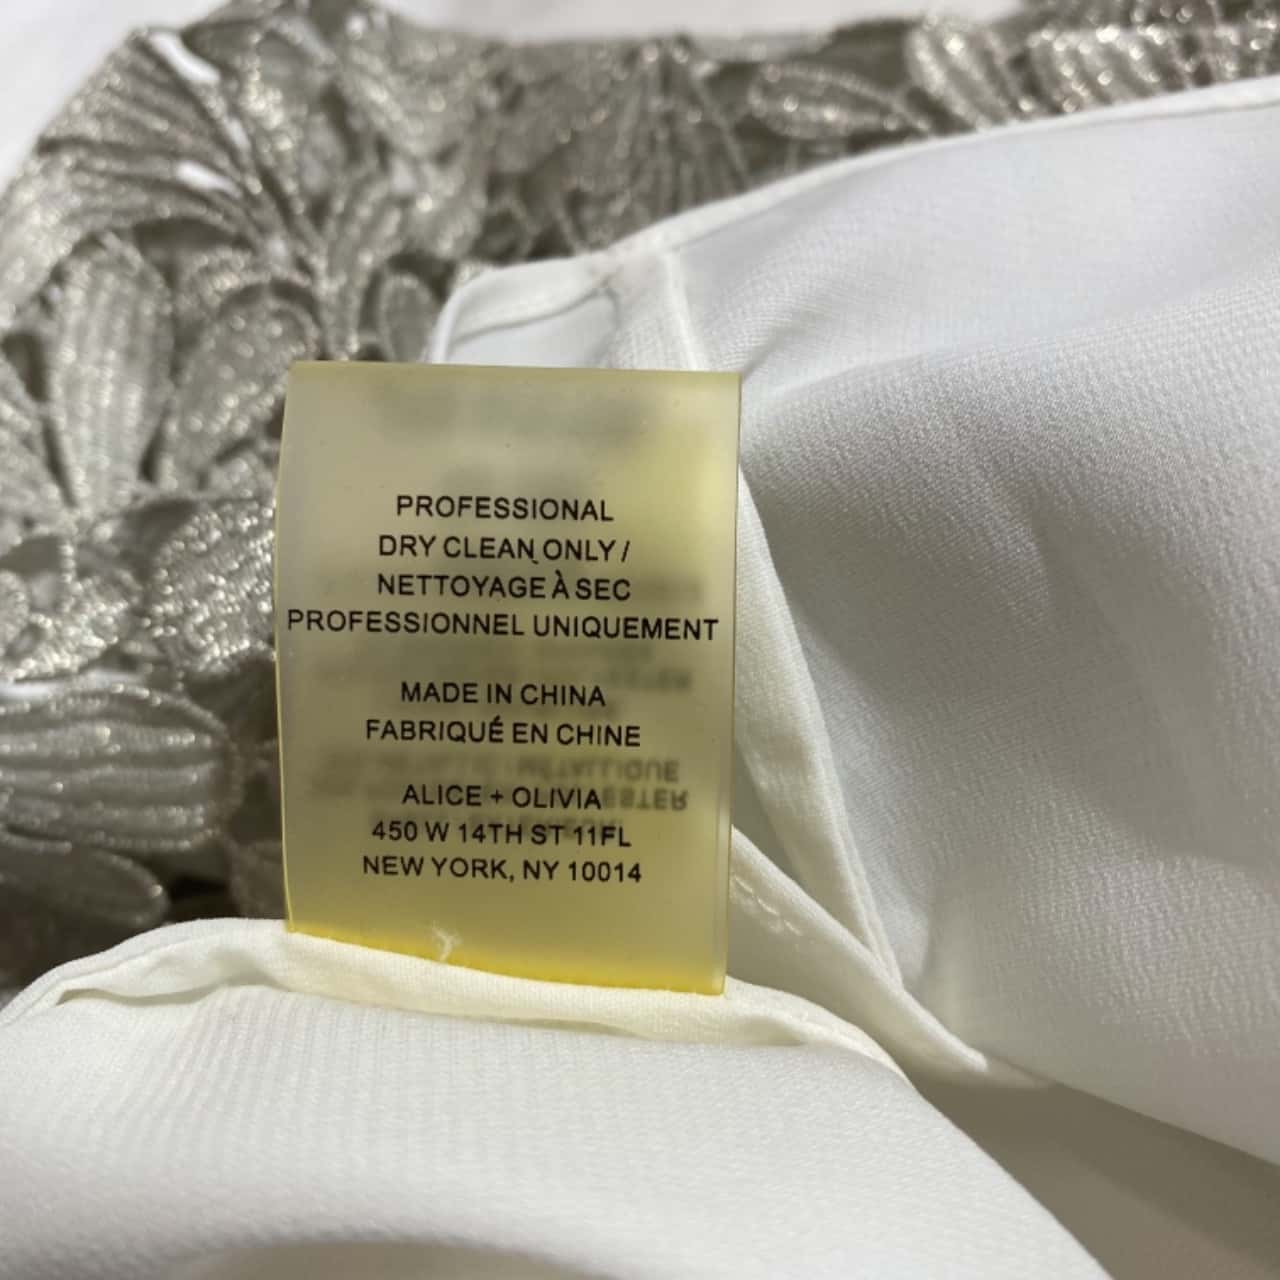 PROFESSIONAL
DRY CLEAN ONLY /
NETTOYAGE À SEC
PROFESSIONNEL UNIQUEMENT
MADE IN CHINA
FABRIQUÉ EN CHINE
ALICE + OLIVIA
450 W 14TH ST 11FL
NEW YORK, NY 10014